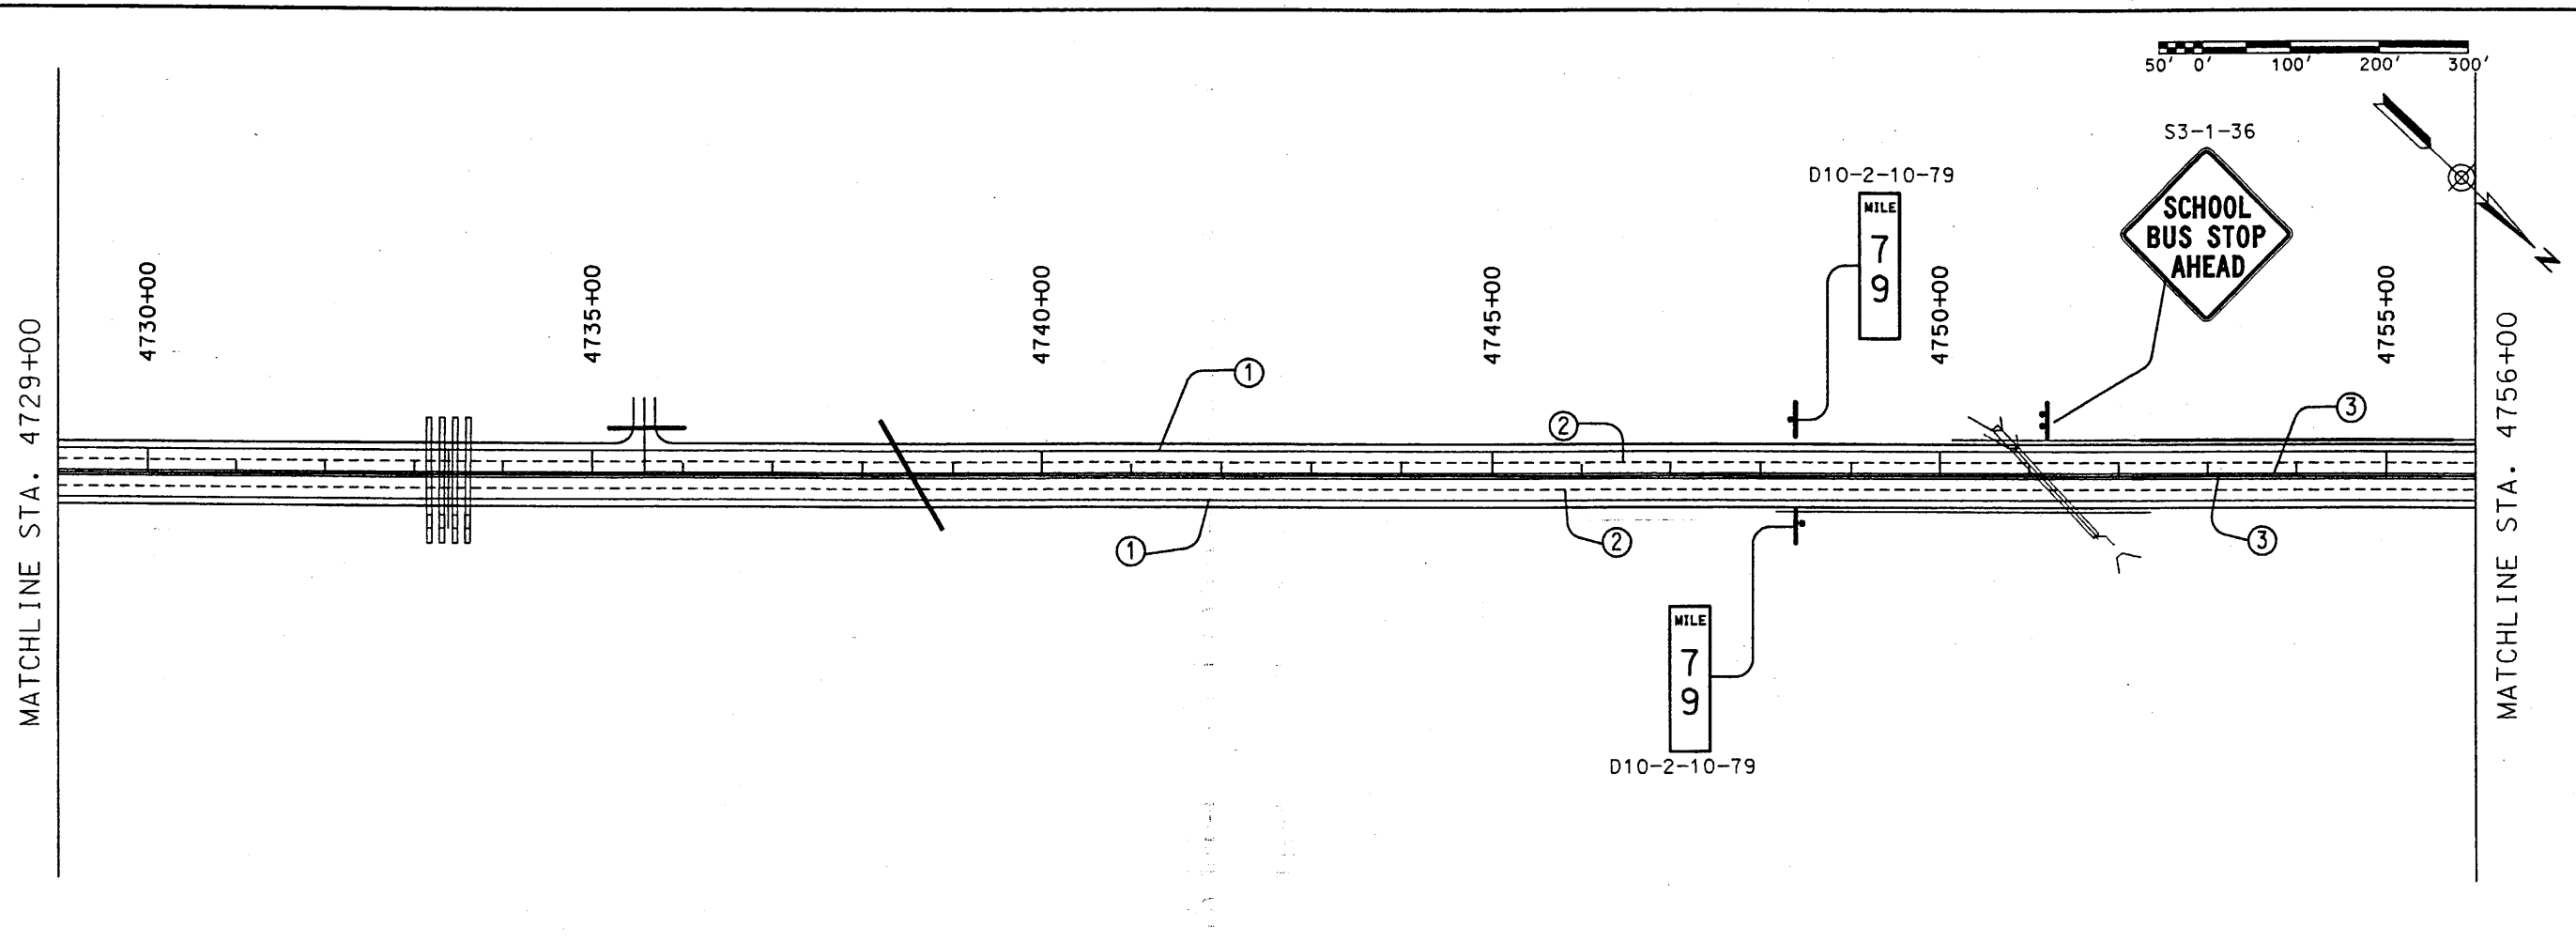 50' 0' 100' 200' 300'
S3-1-36
SCHOOL
BUS STOP
AHEAD
N
D10-2-10-79
MILE
7
9
4730+00
4735+00
4740+00
4745+00
4750+00
4755+00
MATCHLINE STA. 4729+00
MATCHLINE STA. 4756+00
1
2
3
1
2
3
MILE
7
9
D10-2-10-79